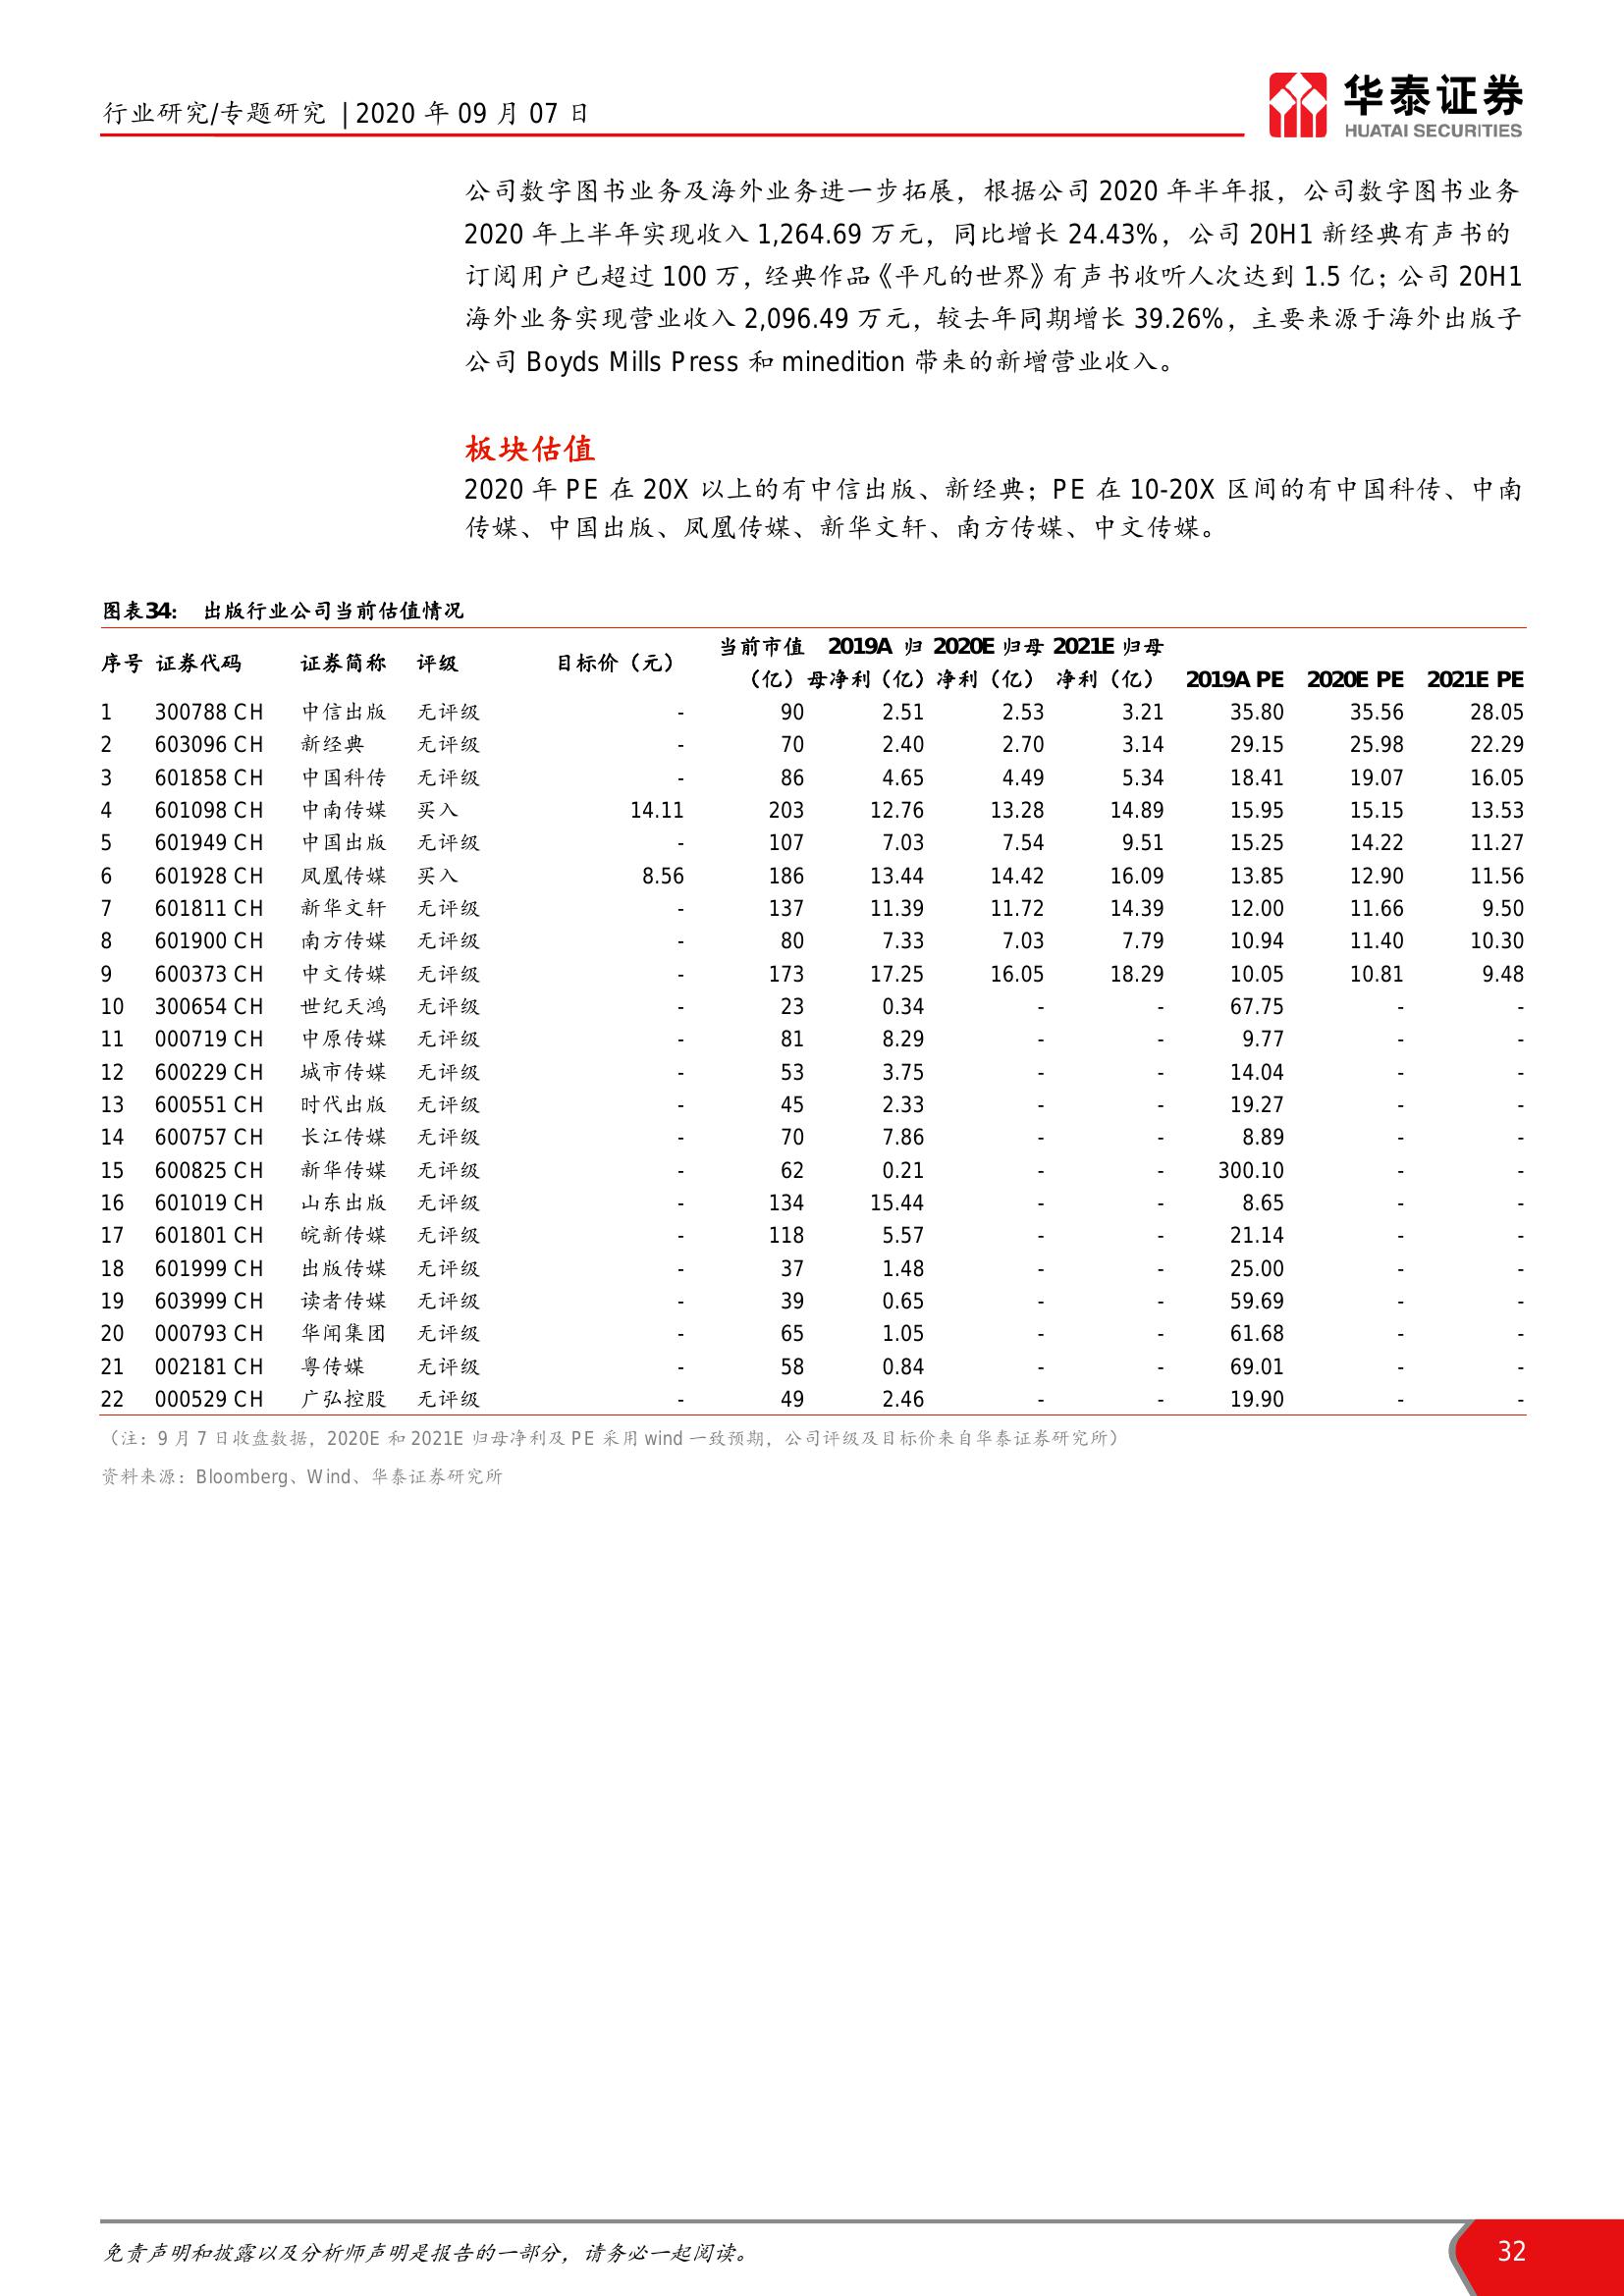 行业研究/专题研究 | 2020 年 09 月 07 日
华泰证券
HUATAI SECURITIES
公司数字图书业务及海外业务进一步拓展，根据公司 2020 年半年报，公司数字图书业务
2020 年上半年实现收入 1,264.69 万元，同比增长 24.43%，公司 20H1 新经典有声书的
订阅用户已超过 100 万，经典作品《平凡的世界》有声书收听人次达到 1.5 亿；公司 20H1
海外业务实现营业收入 2,096.49 万元，较去年同期增长 39.26%，主要来源于海外出版子
公司 Boyds Mills Press 和 minedition 带来的新增营业收入。
板块估值
2020 年 PE 在 20X 以上的有中信出版、新经典；PE 在 10-20X 区间的有中国科传、中南
传媒、中国出版、凤凰传媒、新华文轩、南方传媒、中文传媒。
图表34： 出版行业公司当前估值情况
当前市值 2019A 归 2020E 归母 2021E 归母
序号 证券代码 证券简称 评级 目标价（元）
（亿） 母净利（亿） 净利（亿） 净利（亿） 2019A PE 2020E PE 2021E PE
1 300788 CH 中信出版 无评级 - 90 2.51 2.53 3.21 35.80 35.56 28.05
2 603096 CH 新经典 无评级 - 70 2.40 2.70 3.14 29.15 25.98 22.29
3 601858 CH 中国科传 无评级 - 86 4.65 4.49 5.34 18.41 19.07 16.05
4 601098 CH 中南传媒 买入 14.11 203 12.76 13.28 14.89 15.95 15.15 13.53
5 601949 CH 中国出版 无评级 - 107 7.03 7.54 9.51 15.25 14.22 11.27
6 601928 CH 凤凰传媒 买入 8.56 186 13.44 14.42 16.09 13.85 12.90 11.56
7 601811 CH 新华文轩 无评级 - 137 11.39 11.72 14.39 12.00 11.66 9.50
8 601900 CH 南方传媒 无评级 - 80 7.33 7.03 7.79 10.94 11.40 10.30
9 600373 CH 中文传媒 无评级 - 173 17.25 16.05 18.29 10.05 10.81 9.48
10 300654 CH 世纪天鸿 无评级 - 23 0.34 - - 67.75 - -
11 000719 CH 中原传媒 无评级 - 81 8.29 - - 9.77 - -
12 600229 CH 城市传媒 无评级 - 53 3.75 - - 14.04 - -
13 600551 CH 时代出版 无评级 - 45 2.33 - - 19.27 - -
14 600757 CH 长江传媒 无评级 - 70 7.86 - - 8.89 - -
15 600825 CH 新华传媒 无评级 - 62 0.21 - - 300.10 - -
16 601019 CH 山东出版 无评级 - 134 15.44 - - 8.65 - -
17 601801 CH 皖新传媒 无评级 - 118 5.57 - - 21.14 - -
18 601999 CH 出版传媒 无评级 - 37 1.48 - - 25.00 - -
19 603999 CH 读者传媒 无评级 - 39 0.65 - - 59.69 - -
20 000793 CH 华闻集团 无评级 - 65 1.05 - - 61.68 - -
21 002181 CH 粤传媒 无评级 - 58 0.84 - - 69.01 - -
22 000529 CH 广弘控股 无评级 - 49 2.46 - - 19.90 - -
（注：9 月 7 日收盘数据，2020E 和 2021E 归母净利及 PE 采用 wind 一致预期，公司评级及目标价来自华泰证券研究所）
资料来源：Bloomberg、Wind、华泰证券研究所
免责声明和披露以及分析师声明是报告的一部分，请务必一起阅读。
32